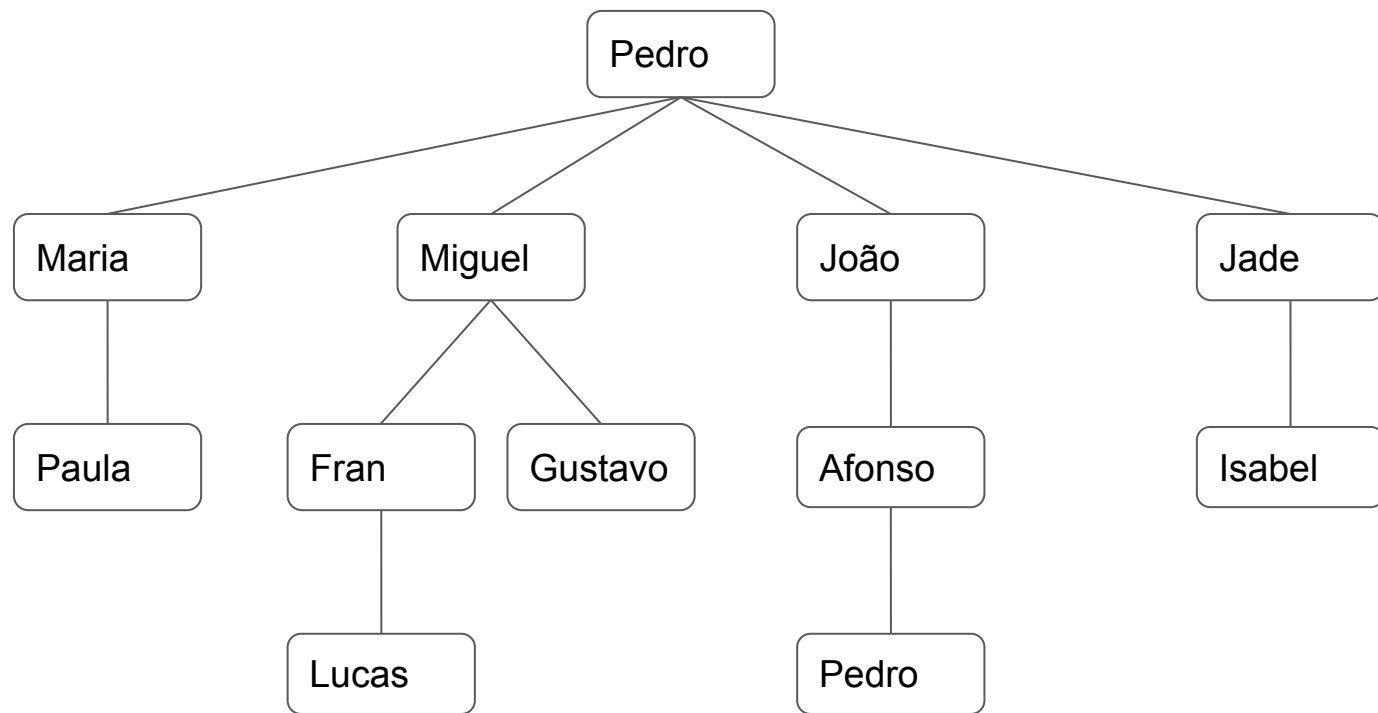 Pedro
Maria
Miguel
João
Jade
Paula
Fran
Gustavo
Afonso
Isabel
Lucas
Pedro